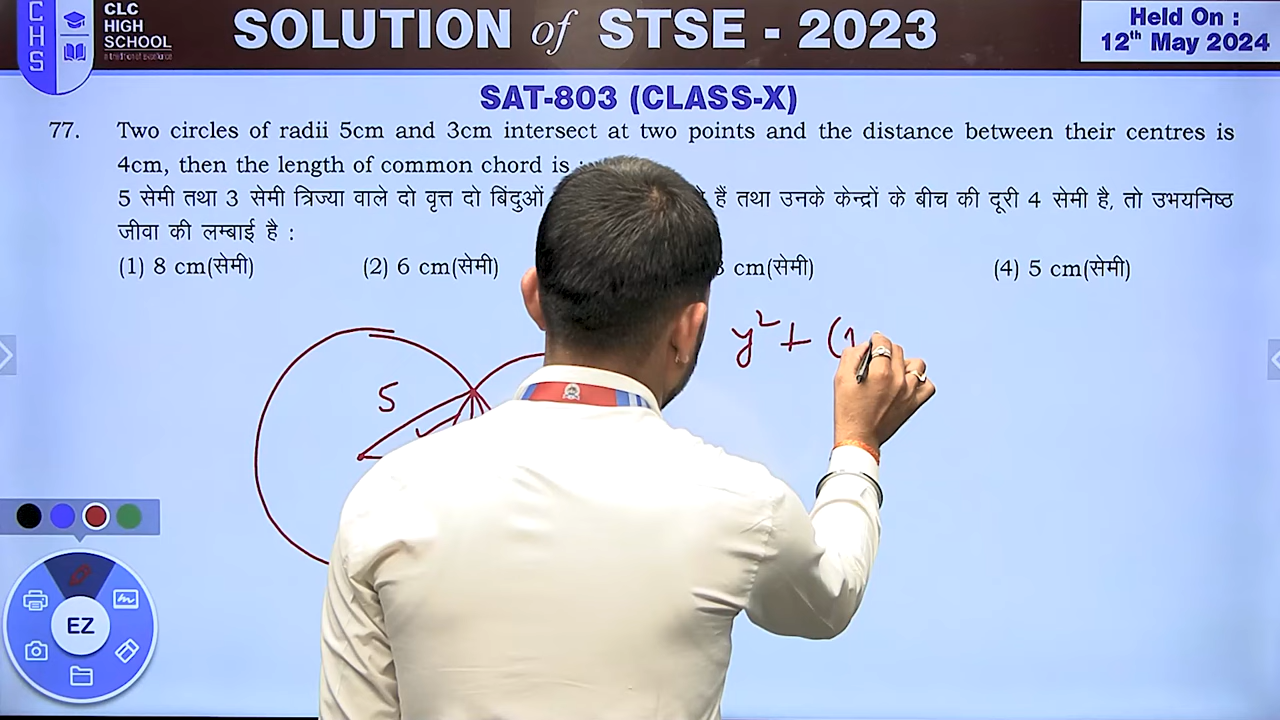 CHS
CLC
HIGH
SCHOOL
SOLUTION of STSE - 2023
Held On :
12th May 2024
SAT-803 (CLASS-X)
77. Two circles of radii 5cm and 3cm intersect at two points and the distance between their centres is
4cm, then the length of common chord is :
5 सेमी तथा 3 सेमी त्रिज्या वाले दो वृत्त दो बिंदुओं हैं तथा उनके केन्द्रों के बीच की दूरी 4 सेमी है, तो उभयनिष्ठ
जीवा की लम्बाई है :
(1) 8 cm(सेमी) (2) 6 cm(सेमी) 3 cm(सेमी) (4) 5 cm(सेमी)
y² + (
5
EZ